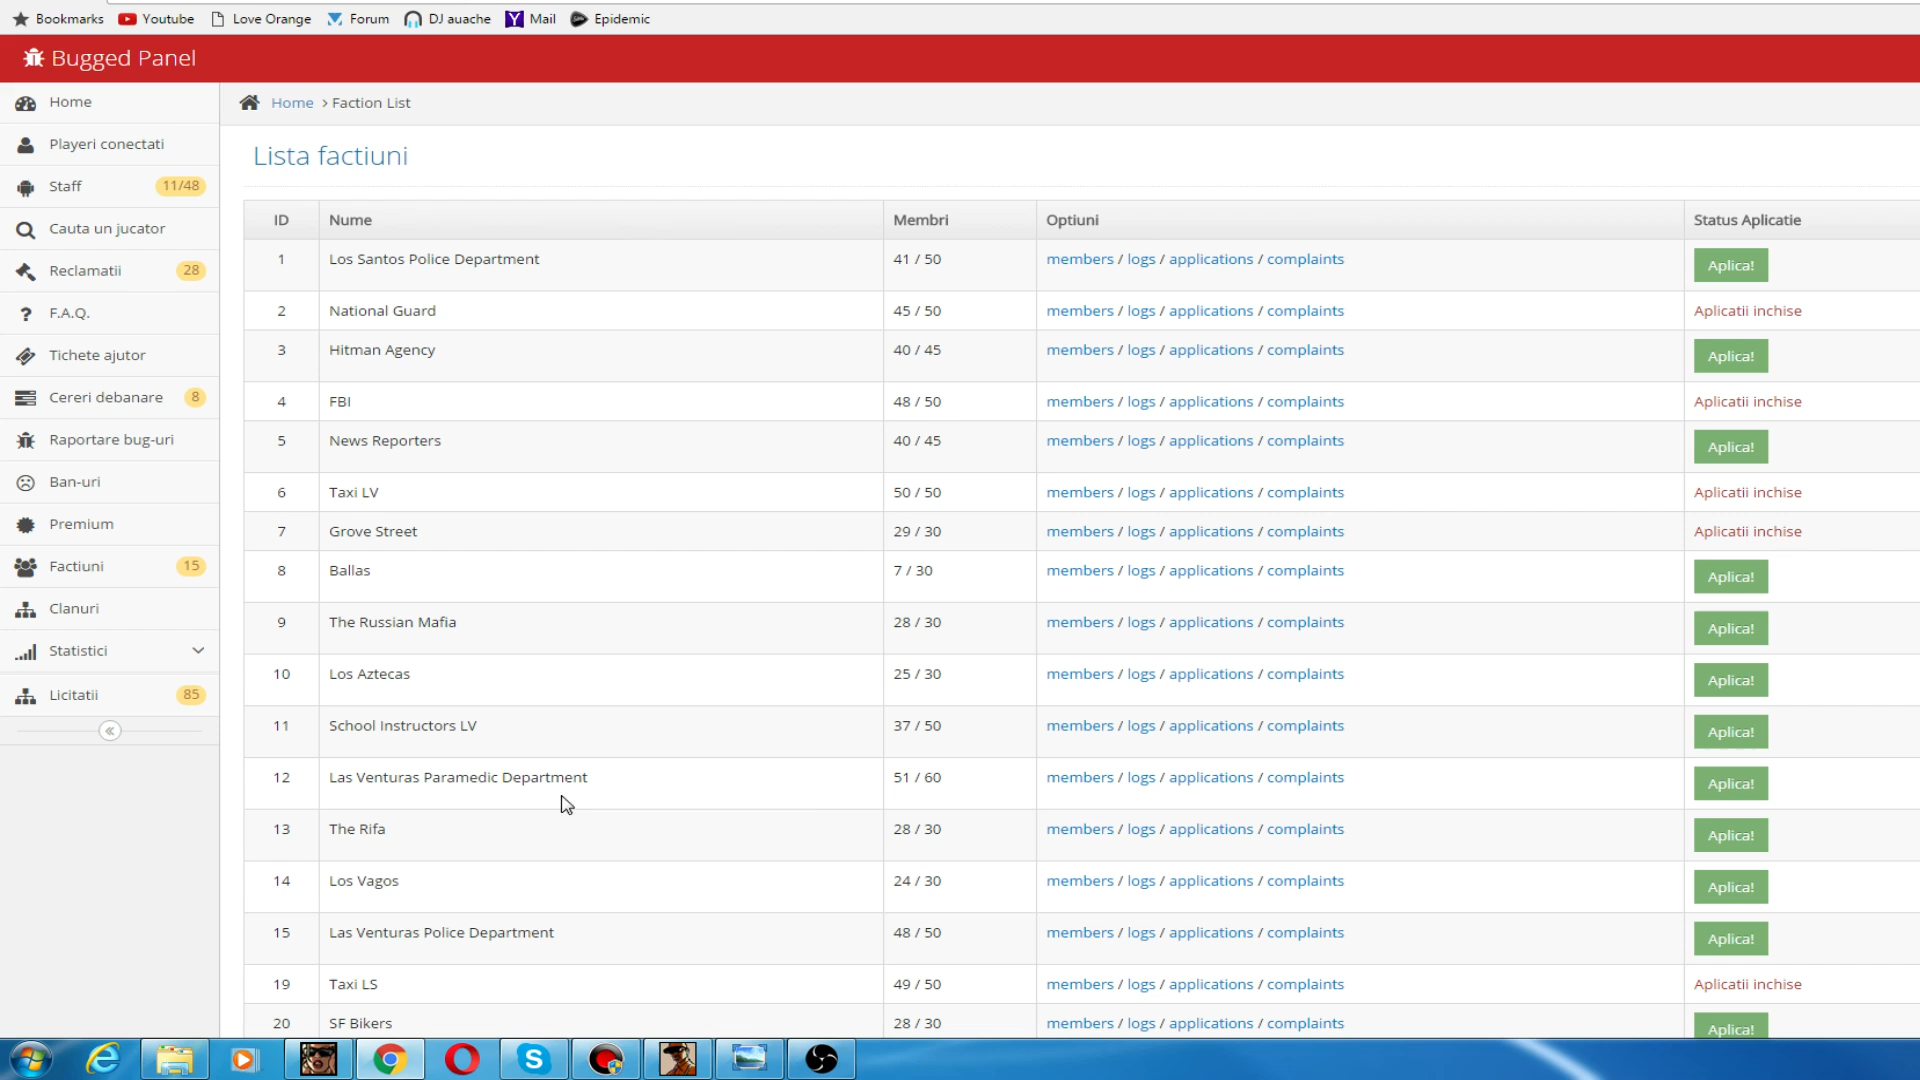 Bookmarks Youtube Love Orange Forum DJ auache Mail Epidemic
Bugged Panel
Home
Playeri conectati
Staff 11/48
Cauta un jucator
Reclamatii 28
F.A.Q.
Tichete ajutor
Cereri debanare 8
Raportare bug-uri
Ban-uri
Premium
Factiuni 15
Clanuri
Statistici
Licitatii 85
Home > Faction List
Lista factiuni
ID Nume Membri Optiuni Status Aplicatie
1 Los Santos Police Department 41 / 50 members / logs / applications / complaints Aplica!
2 National Guard 45 / 50 members / logs / applications / complaints Aplicatii inchise
3 Hitman Agency 40 / 45 members / logs / applications / complaints Aplica!
4 FBI 48 / 50 members / logs / applications / complaints Aplicatii inchise
5 News Reporters 40 / 45 members / logs / applications / complaints Aplica!
6 Taxi LV 50 / 50 members / logs / applications / complaints Aplicatii inchise
7 Grove Street 29 / 30 members / logs / applications / complaints Aplicatii inchise
8 Ballas 7 / 30 members / logs / applications / complaints Aplica!
9 The Russian Mafia 28 / 30 members / logs / applications / complaints Aplica!
10 Los Aztecas 25 / 30 members / logs / applications / complaints Aplica!
11 School Instructors LV 37 / 50 members / logs / applications / complaints Aplica!
12 Las Venturas Paramedic Department 51 / 60 members / logs / applications / complaints Aplica!
13 The Rifa 28 / 30 members / logs / applications / complaints Aplica!
14 Los Vagos 24 / 30 members / logs / applications / complaints Aplica!
15 Las Venturas Police Department 48 / 50 members / logs / applications / complaints Aplica!
19 Taxi LS 49 / 50 members / logs / applications / complaints Aplicatii inchise
20 SF Bikers 28 / 30 members / logs / applications / complaints Aplica!